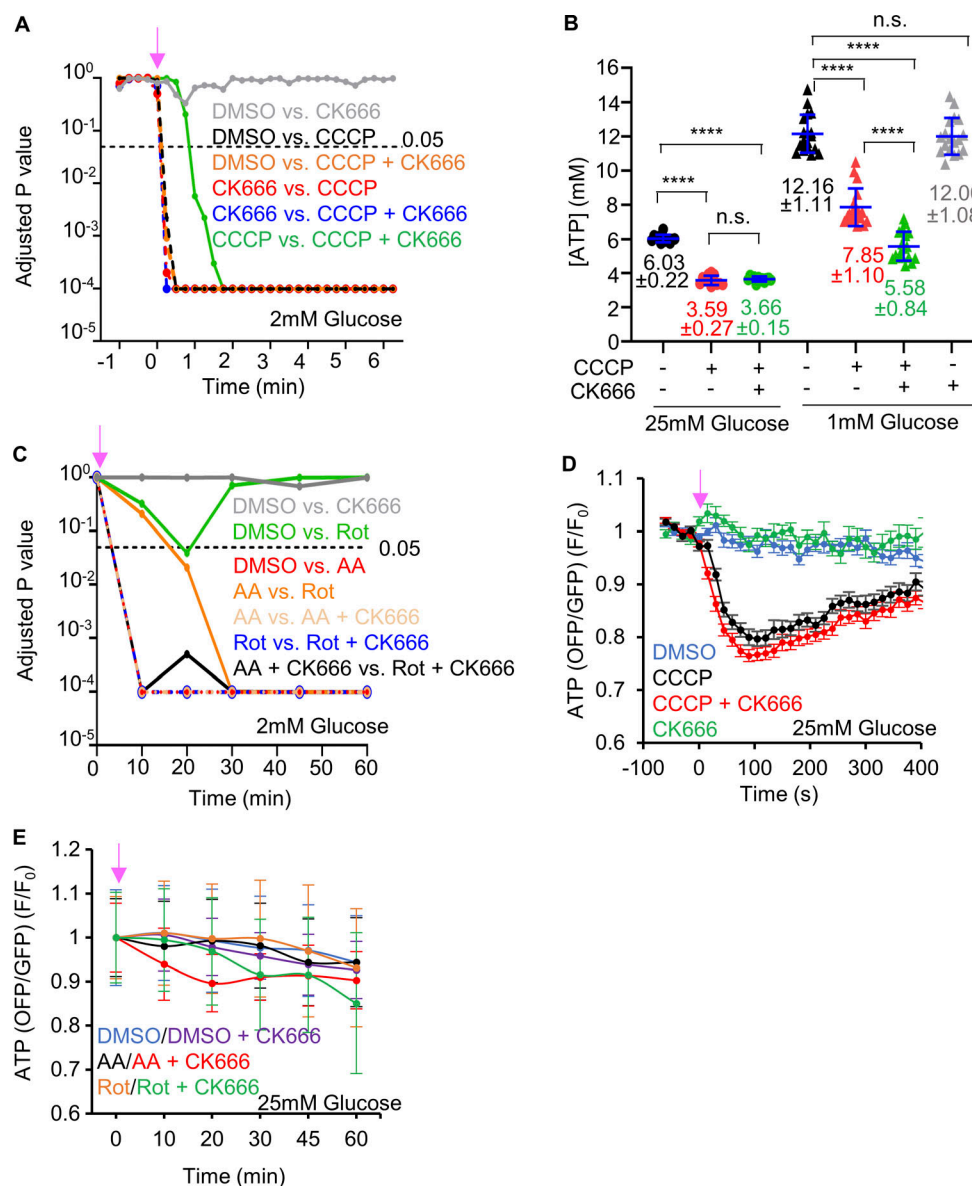 A
Adjusted P value
10^0
10^-1
10^-2
10^-3
10^-4
10^-5
DMSO vs. CK666
DMSO vs. CCCP
0.05
DMSO vs. CCCP + CK666
CK666 vs. CCCP
CK666 vs. CCCP + CK666
CCCP vs. CCCP + CK666
2mM Glucose
-1 0 1 2 3 4 5 6
Time (min)
B
[ATP] (mM)
16
14
12
10
8
6
4
2
0
n.s.
****
****
****
****
****
n.s.
6.03
±0.22
3.59
±0.27
3.66
±0.15
12.16
±1.11
7.85
±1.10
5.58
±0.84
12.00
±1.08
CCCP - + + - + + -
CK666 - - + - - + +
25mM Glucose 1mM Glucose
C
Adjusted P value
10^0
10^-1
10^-2
10^-3
10^-4
10^-5
DMSO vs. CK666
DMSO vs. Rot
0.05
DMSO vs. AA
AA vs. Rot
AA vs. AA + CK666
Rot vs. Rot + CK666
AA + CK666 vs. Rot + CK666
2mM Glucose
0 10 20 30 40 50 60
Time (min)
D
ATP (OFP/GFP) (F/F0)
1.1
1
0.9
0.8
0.7
0.6
DMSO
CCCP
CCCP + CK666
CK666
25mM Glucose
-100 0 100 200 300 400
Time (s)
E
ATP (OFP/GFP) (F/F0)
1.2
1.1
1
0.9
0.8
0.7
0.6
DMSO/DMSO + CK666
AA/AA + CK666
Rot/Rot + CK666
25mM Glucose
0 10 20 30 45 60
Time (min)